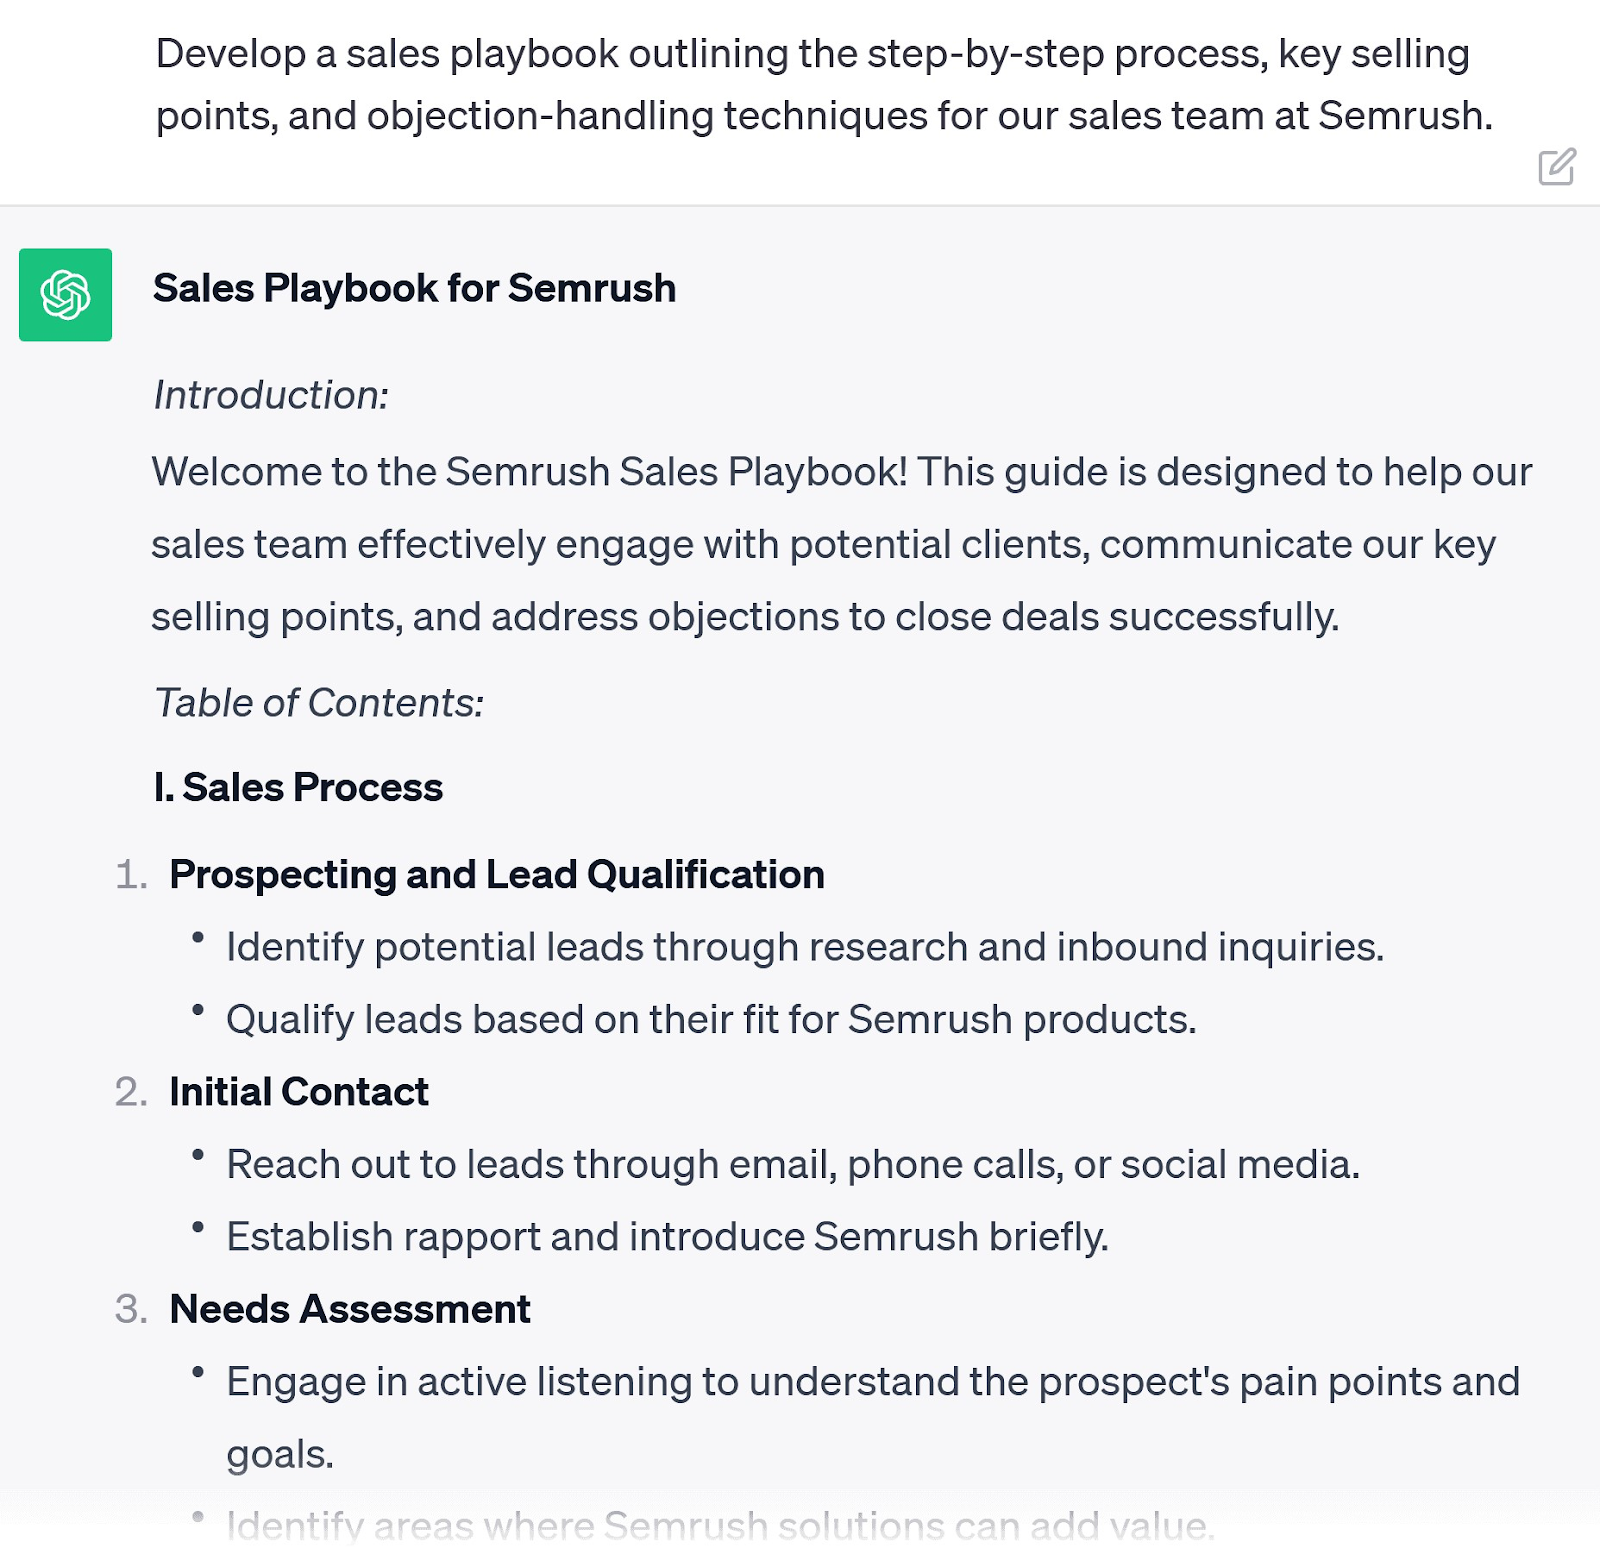 Develop a sales playbook outlining the step-by-step process, key selling
points, and objection-handling techniques for our sales team at Semrush.
Sales Playbook for Semrush
Introduction:
Welcome to the Semrush Sales Playbook! This guide is designed to help our
sales team effectively engage with potential clients, communicate our key
selling points, and address objections to close deals successfully.
Table of Contents:
I. Sales Process
1. Prospecting and Lead Qualification
• Identify potential leads through research and inbound inquiries.
• Qualify leads based on their fit for Semrush products.
2. Initial Contact
• Reach out to leads through email, phone calls, or social media.
• Establish rapport and introduce Semrush briefly.
3. Needs Assessment
• Engage in active listening to understand the prospect's pain points and
goals.
• Identify areas where Semrush solutions can add value.